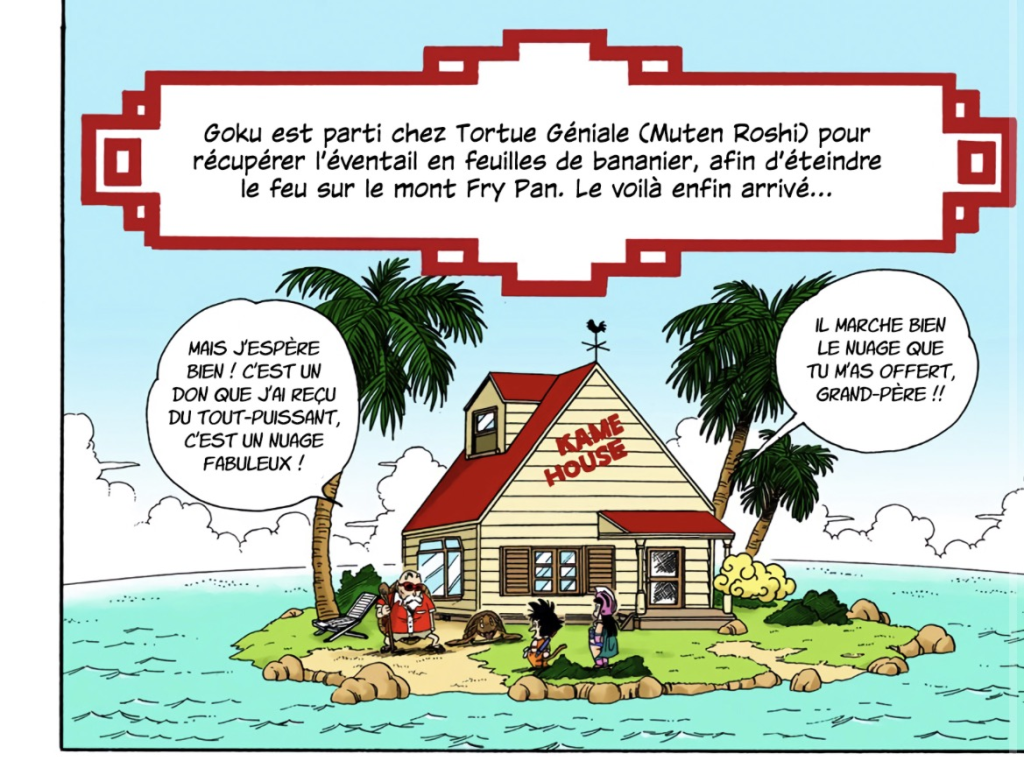 Goku est parti chez Tortue Géniale (Muten Roshi) pour
récupérer l'éventail en feuilles de bananier, afin d'éteindre
le feu sur le mont Fry Pan. Le voilà enfin arrivé...
IL MARCHE BIEN
LE NUAGE QUE
TU M'AS OFFERT,
GRAND-PÈRE !!
MAIS J'ESPÈRE
BIEN ! C'EST UN
DON QUE J'AI REÇU
DU TOUT-PUISSANT,
C'EST UN NUAGE
FABULEUX !
KAME
HOUSE